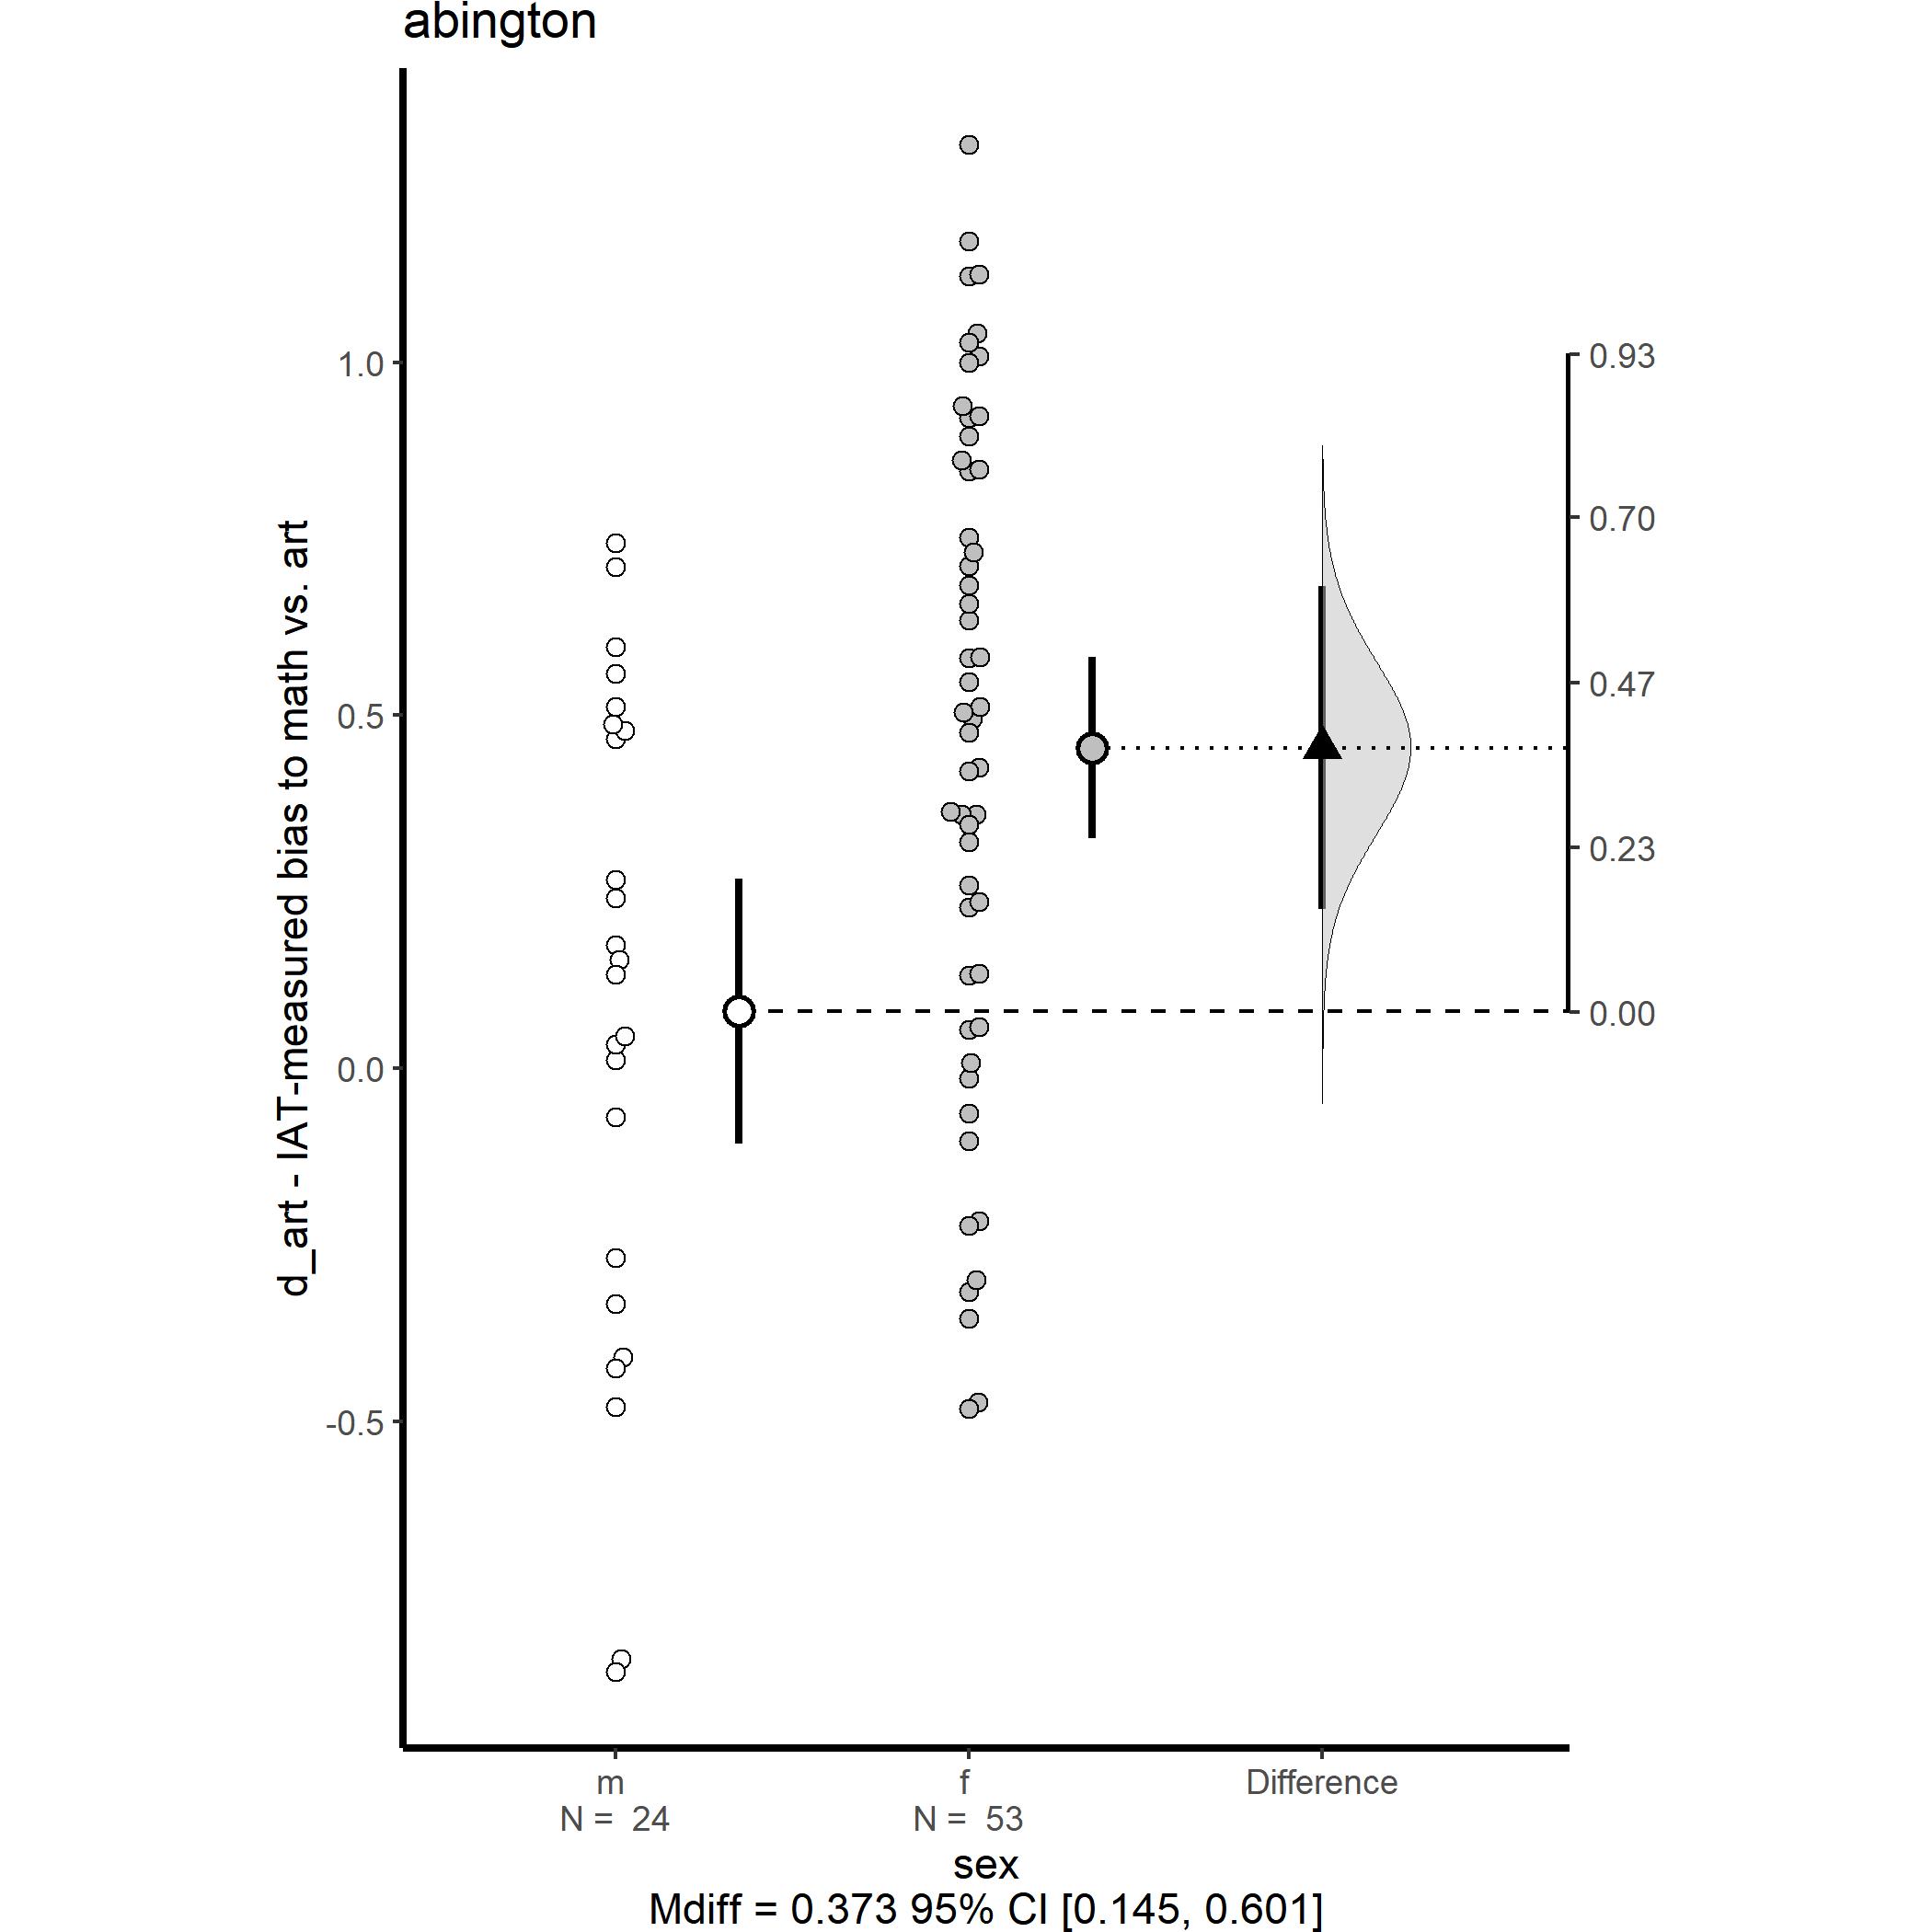 abington
d_art - IAT-measured bias to math vs. art
1.0
0.5
0.0
-0.5
0.93
0.70
0.47
0.23
0.00
m
N =  24
f
N =  53
Difference
sex
Mdiff = 0.373 95% CI [0.145, 0.601]